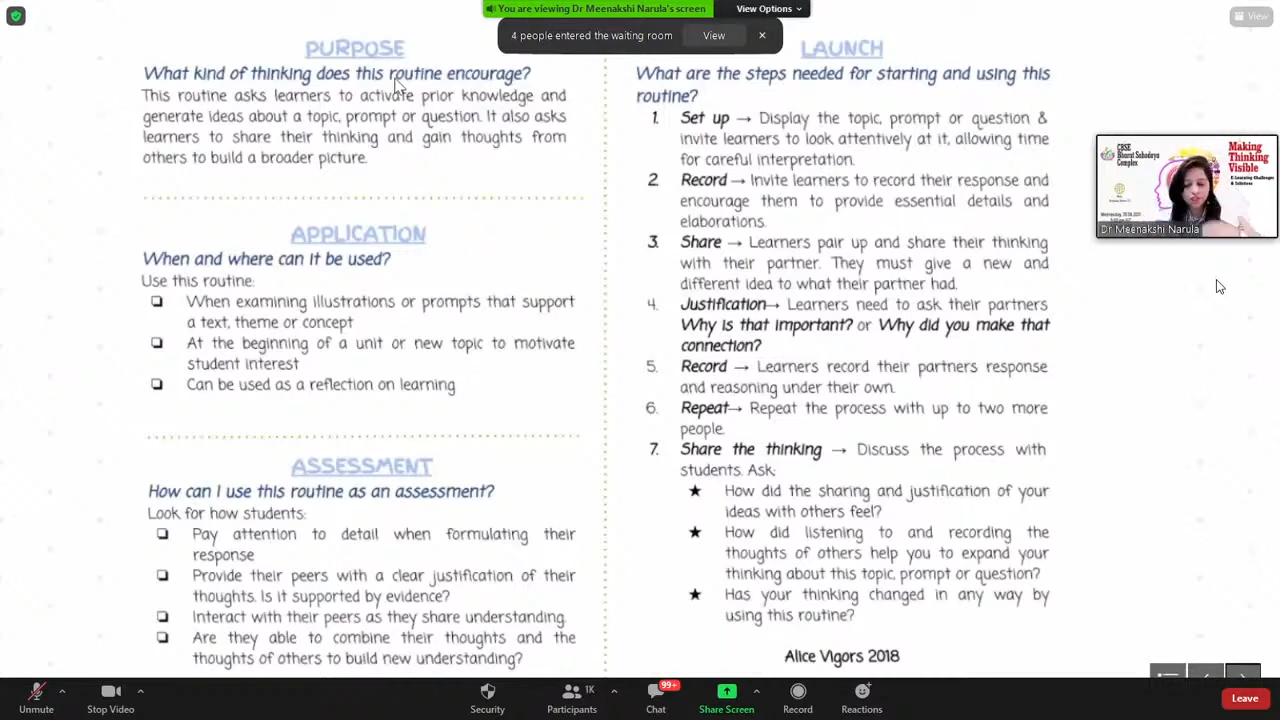 You are viewing Dr Meenakshi Narula's screen
View Options
View
4 people entered the waiting room
View
PURPOSE
What kind of thinking does this routine encourage?
This routine asks learners to activate prior knowledge and
generate ideas about a topic, prompt or question. It also asks
learners to share their thinking and gain thoughts from
others to build a broader picture.
APPLICATION
When and where can it be used?
Use this routine:
When examining illustrations or prompts that support
a text, theme or concept
At the beginning of a unit or new topic to motivate
student interest
Can be used as a reflection on learning
ASSESSMENT
How can I use this routine as an assessment?
Look for how students:
Pay attention to detail when formulating their
response
Provide their peers with a clear justification of their
thoughts. Is it supported by evidence?
Interact with their peers as they share understanding.
Are they able to combine their thoughts and the
thoughts of others to build new understanding?
LAUNCH
What are the steps needed for starting and using this
routine?
1. Set up → Display the topic, prompt or question &
invite learners to look attentively at it, allowing time
for careful interpretation.
2. Record → Invite learners to record their response and
encourage them to provide essential details and
elaborations.
3. Share → Learners pair up and share their thinking
with their partner. They must give a new and
different idea to what their partner had.
4. Justification→ Learners need to ask their partners
Why is that important? or Why did you make that
connection?
5. Record → Learners record their partners response
and reasoning under their own.
6. Repeat→ Repeat the process with up to two more
people.
7. Share the thinking → Discuss the process with
students. Ask:
★ How did the sharing and justification of your
ideas with others feel?
★ How did listening to and recording the
thoughts of others help you to expand your
thinking about this topic, prompt or question?
★ Has your thinking changed in any way by
using this routine?
Alice Vigors 2018
CBSE
Bharat Sahodaya
Complex
Making
Thinking
Visible
E-Learning Challenges
& Solutions
Dr Meenakshi Narula
Unmute
Stop Video
Security
1K
Participants
99+
Chat
Share Screen
Record
Reactions
Leave